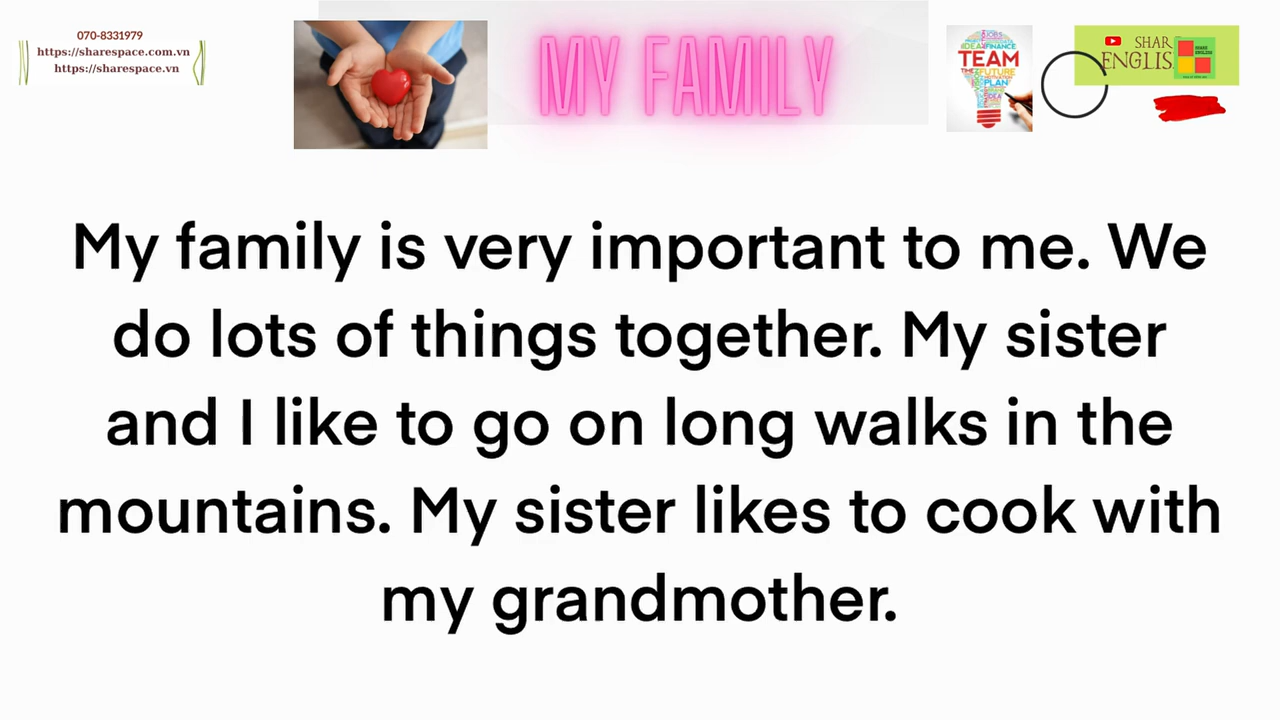 070-8331979
https://sharespace.com.vn
https://sharespace.vn
MY FAMILY
IDEA FINANCE
TEAM
FUTURE
PLAN
IDEA
SHAR
ENGLIS
My family is very important to me. We
do lots of things together. My sister
and I like to go on long walks in the
mountains. My sister likes to cook with
my grandmother.